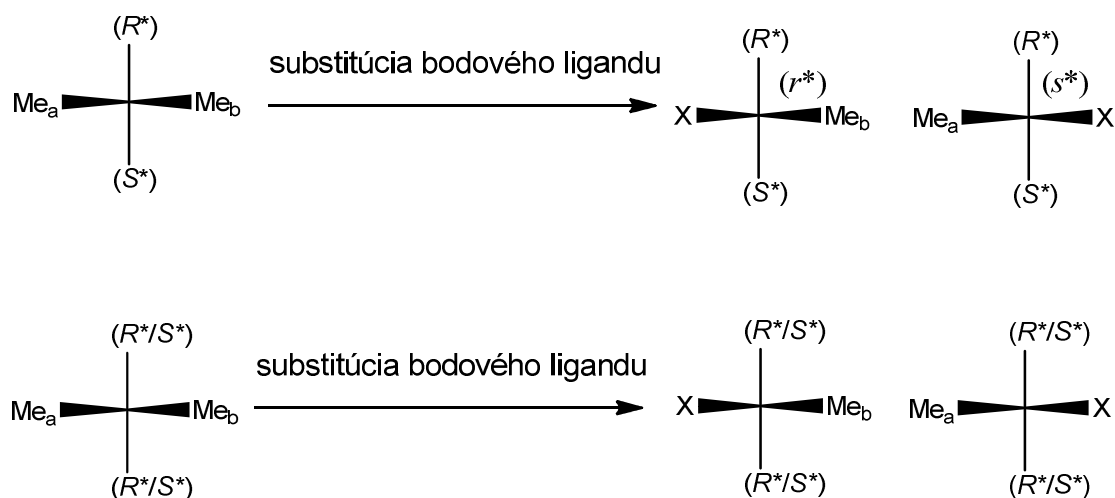 (R*)
substitúcia bodového ligandu
Me_a Me_b
(S*)
(R*)
(r*)
X Me_b
(S*)
(R*)
(s*)
Me_a X
(S*)
(R*/S*)
substitúcia bodového ligandu
Me_a Me_b
(R*/S*)
(R*/S*)
X Me_b
(R*/S*)
(R*/S*)
Me_a X
(R*/S*)